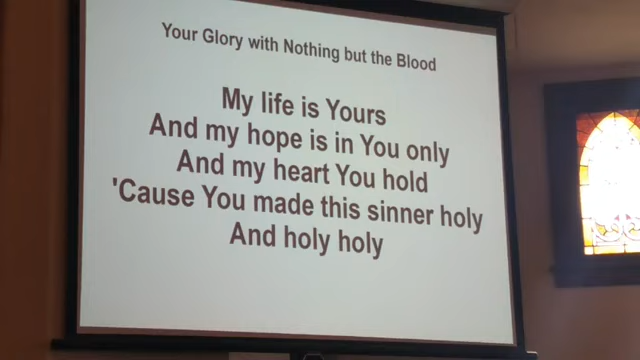 Your Glory with Nothing but the Blood
My life is Yours
And my hope is in You only
And my heart You hold
'Cause You made this sinner holy
And holy holy